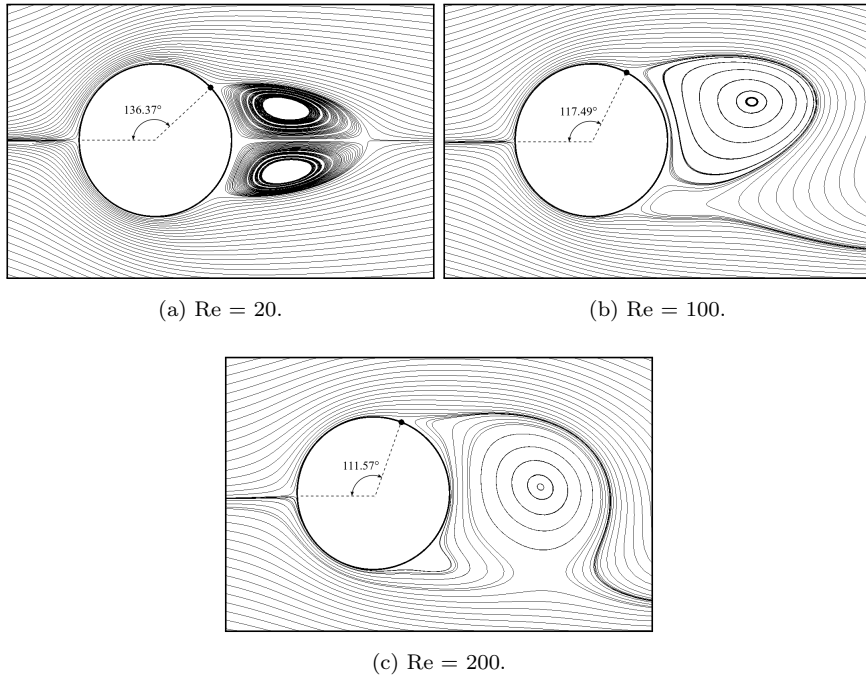 136.37°
117.49°
(a) Re = 20.
(b) Re = 100.
111.57°
(c) Re = 200.